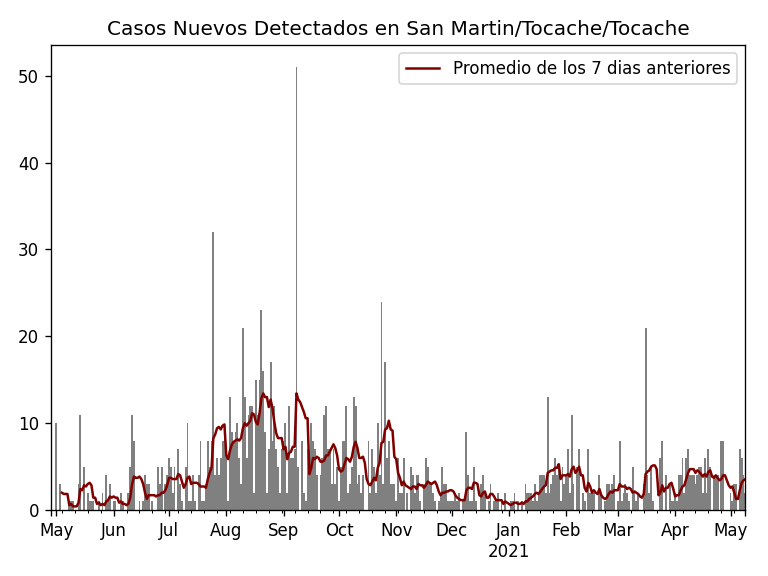 Casos Nuevos Detectados en San Martin/Tocache/Tocache
Promedio de los 7 dias anteriores
50
40
30
20
10
0
May Jun Jul Aug Sep Oct Nov Dec Jan Feb Mar Apr May
2021